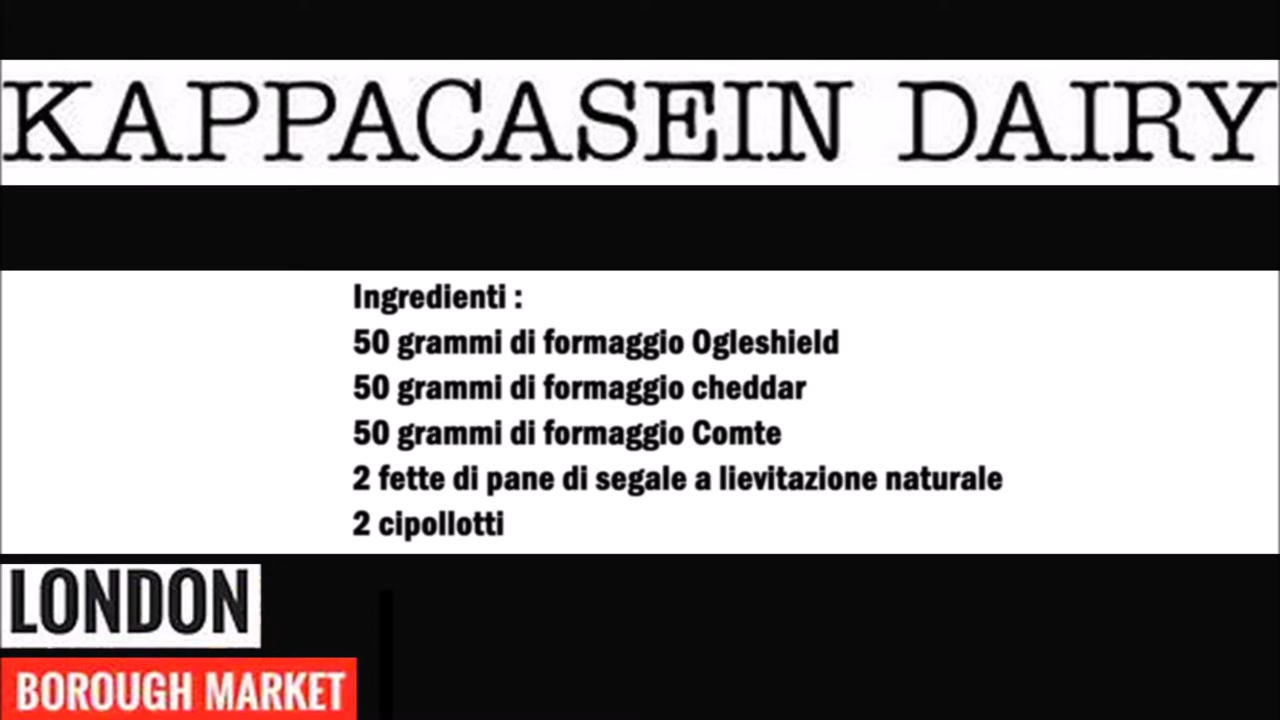 KAPPACASEIN DAIRY
Ingredienti :
50 grammi di formaggio Ogleshield
50 grammi di formaggio cheddar
50 grammi di formaggio Comte
2 fette di pane di segale a lievitazione naturale
2 cipollotti
LONDON
BOROUGH MARKET